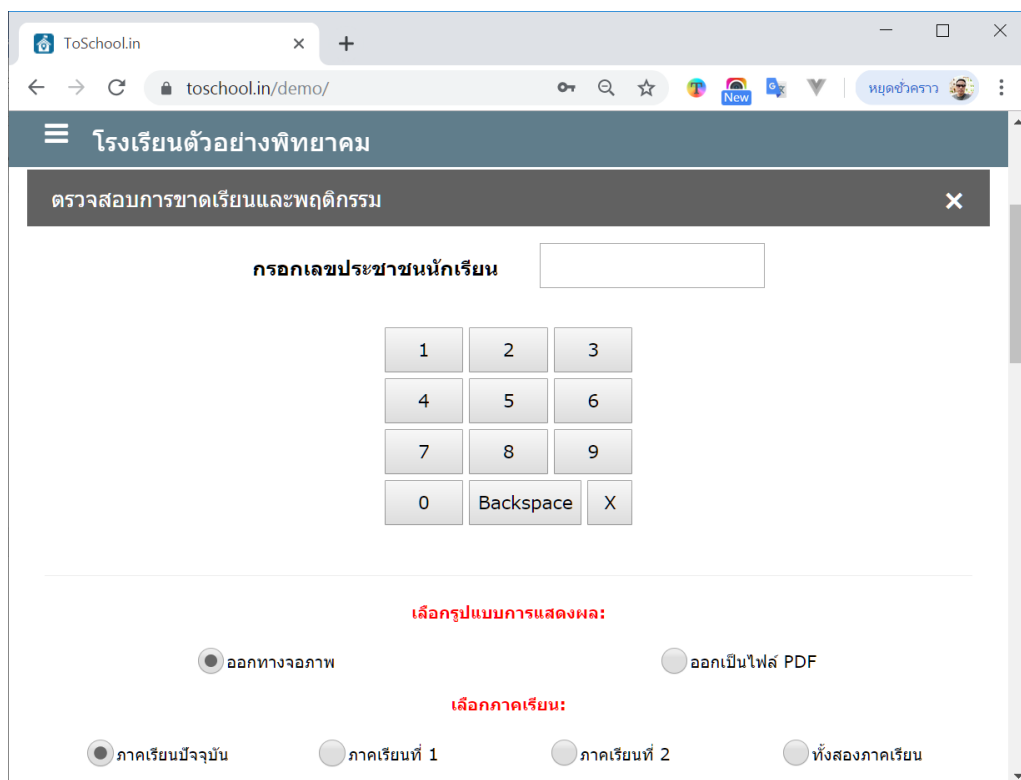 ToSchool.in
toschool.in/demo/
New
หยุดชั่วคราว
โรงเรียนตัวอย่างพิทยาคม
ตรวจสอบการขาดเรียนและพฤติกรรม
กรอกเลขประชาชนนักเรียน
1 2 3
4 5 6
7 8 9
0 Backspace X
เลือกรูปแบบการแสดงผล:
ออกทางจอภาพ ออกเป็นไฟล์ PDF
เลือกภาคเรียน:
ภาคเรียนปัจจุบัน ภาคเรียนที่ 1 ภาคเรียนที่ 2 ทั้งสองภาคเรียน